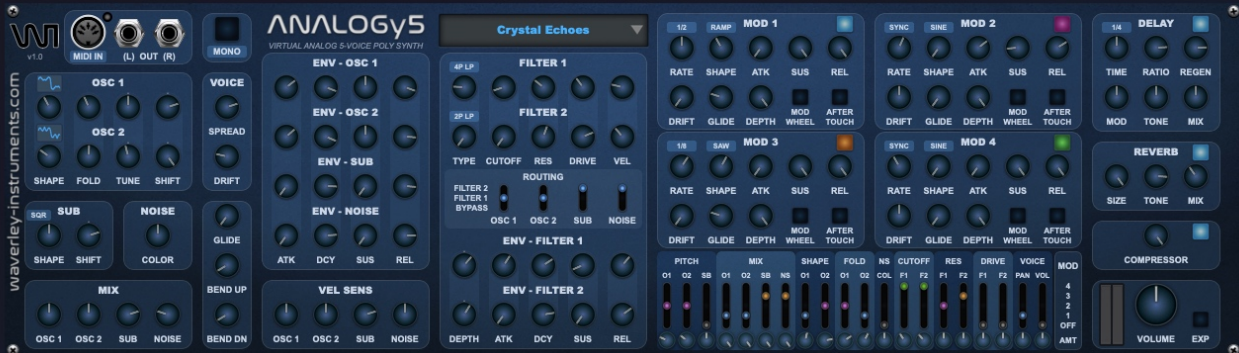 v1.0
MIDI IN
(L) OUT (R)
waverley-instruments.com
MONO
ANALOGy5
VIRTUAL ANALOG 5-VOICE POLY SYNTH
Crystal Echoes
OSC 1
OSC 2
SHAPE FOLD TUNE SHIFT
VOICE
SPREAD
DRIFT
SUB
SQR
SHAPE SHIFT
NOISE
COLOR
GLIDE
BEND UP
BEND DN
MIX
OSC 1 OSC 2 SUB NOISE
ENV - OSC 1
ENV - OSC 2
ENV - SUB
ENV - NOISE
ATK DCY SUS REL
VEL SENS
OSC 1 OSC 2 SUB NOISE
FILTER 1
4P LP
FILTER 2
2P LP
TYPE CUTOFF RES DRIVE VEL
ROUTING
FILTER 2
FILTER 1
BYPASS
OSC 1 OSC 2 SUB NOISE
ENV - FILTER 1
ENV - FILTER 2
DEPTH ATK DCY SUS REL
MOD 1
1/2 RAMP
RATE SHAPE ATK SUS REL
DRIFT GLIDE DEPTH MOD WHEEL AFTER TOUCH
MOD 2
SYNC SINE
RATE SHAPE ATK SUS REL
DRIFT GLIDE DEPTH MOD WHEEL AFTER TOUCH
MOD 3
1/8 SAW
RATE SHAPE ATK SUS REL
DRIFT GLIDE DEPTH MOD WHEEL AFTER TOUCH
MOD 4
SYNC SINE
RATE SHAPE ATK SUS REL
DRIFT GLIDE DEPTH MOD WHEEL AFTER TOUCH
PITCH MIX SHAPE FOLD NS CUTOFF RES DRIVE VOICE
O1 O2 SB O1 O2 SB NS O1 O2 O1 O2 COL F1 F2 F1 F2 F1 F2 PAN VOL
MOD
4
3
2
1
OFF
AMT
DELAY
1/4
TIME RATIO REGEN
MOD TONE MIX
REVERB
SIZE TONE MIX
COMPRESSOR
VOLUME EXP